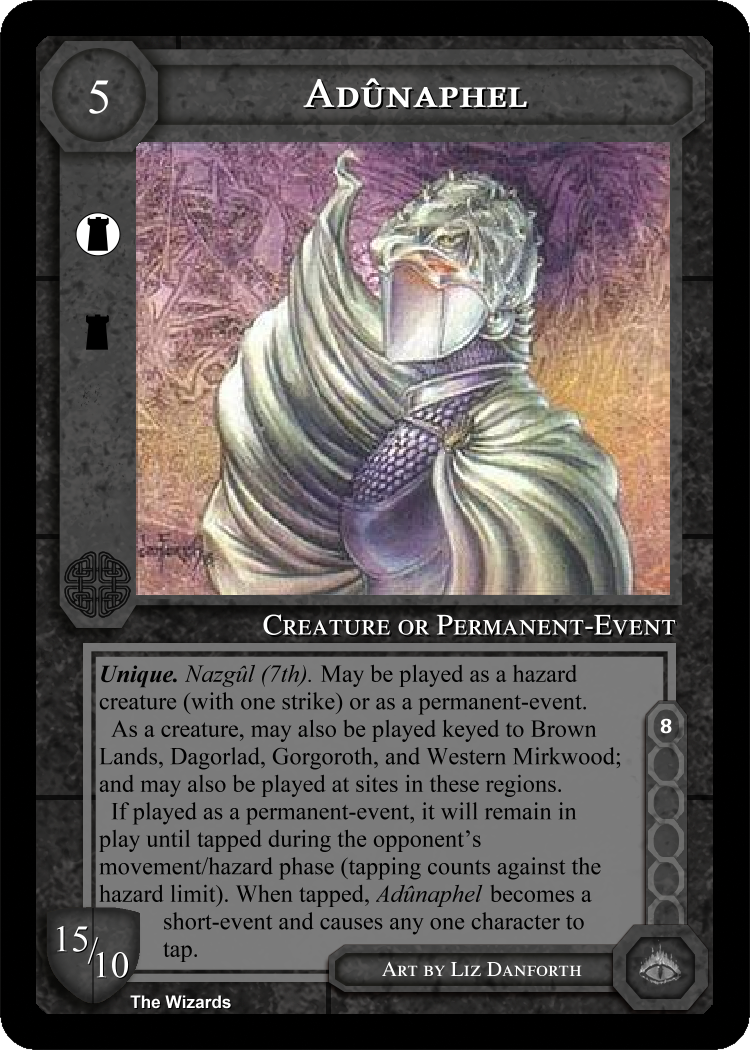 5
Adûnaphel
Creature or Permanent-Event
Unique. Nazgûl (7th). May be played as a hazard
creature (with one strike) or as a permanent-event.
As a creature, may also be played keyed to Brown
Lands, Dagorlad, Gorgoroth, and Western Mirkwood;
and may also be played at sites in these regions.
If played as a permanent-event, it will remain in
play until tapped during the opponent’s
movement/hazard phase (tapping counts against the
hazard limit). When tapped, Adûnaphel becomes a
short-event and causes any one character to
tap.
8
15/10
Art by Liz Danforth
The Wizards